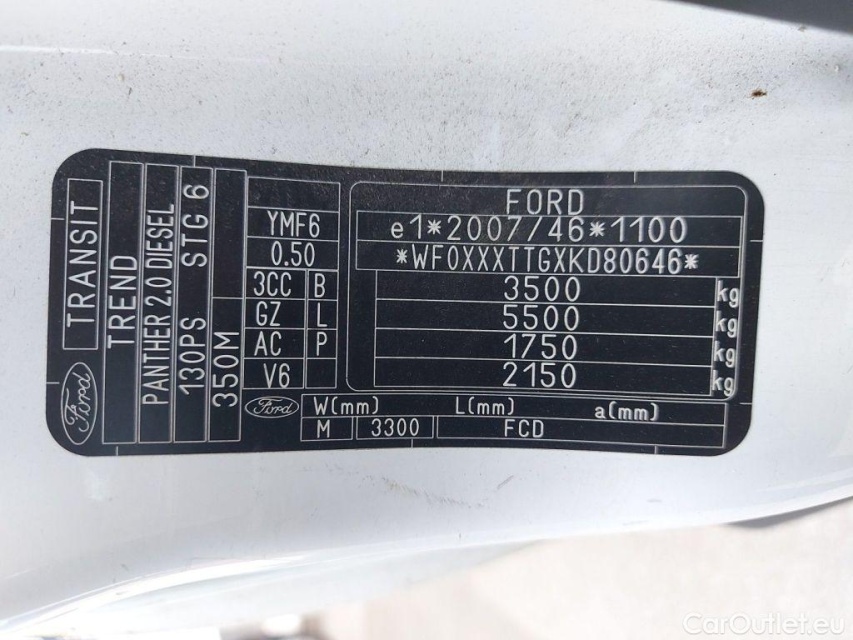 TRANSIT
TREND
PANTHER 2.0 DIESEL
130PS STG 6
350M
Ford
YMF6
0.50
3CC B
GZ L
AC P
V6
Ford
FORD
e1*2007/46*1100
*WF0XXXTTGXKD80646*
3500 kg
5500 kg
1750 kg
2150 kg
W(mm) L(mm) a(mm)
M 3300 FCD
CarOutlet.eu